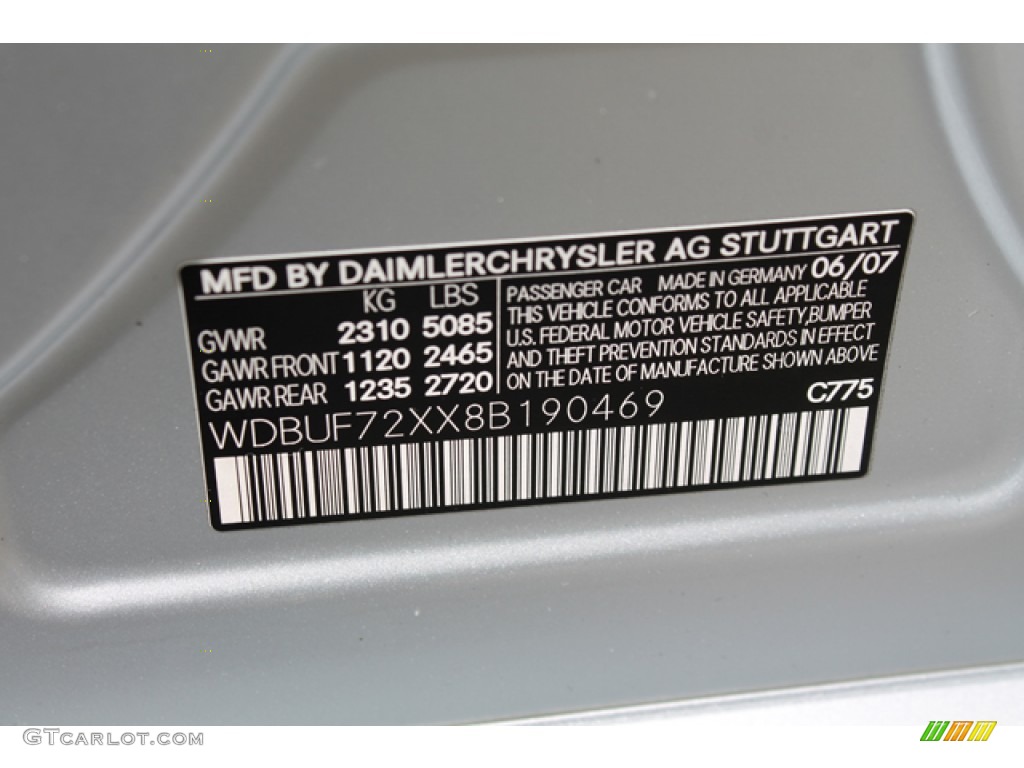 MFD BY DAIMLERCHRYSLER AG STUTTGART
KG LBS
GVWR 2310 5085
GAWR FRONT 1120 2465
GAWR REAR 1235 2720
PASSENGER CAR MADE IN GERMANY 06/07
THIS VEHICLE CONFORMS TO ALL APPLICABLE
U.S. FEDERAL MOTOR VEHICLE SAFETY,BUMPER
AND THEFT PREVENTION STANDARDS IN EFFECT
ON THE DATE OF MANUFACTURE SHOWN ABOVE
C775
WDBUF72XX8B190469
GTCARLOT.COM